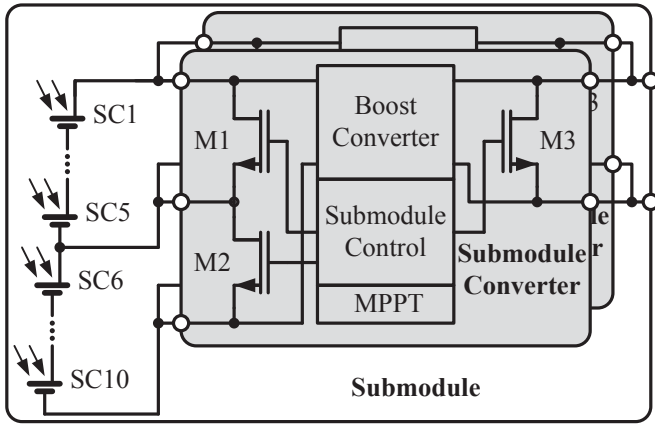 SC1
SC5
SC6
SC10
M1
M2
Boost
Converter
Submodule
Control
MPPT
M3
Submodule
Converter
Submodule